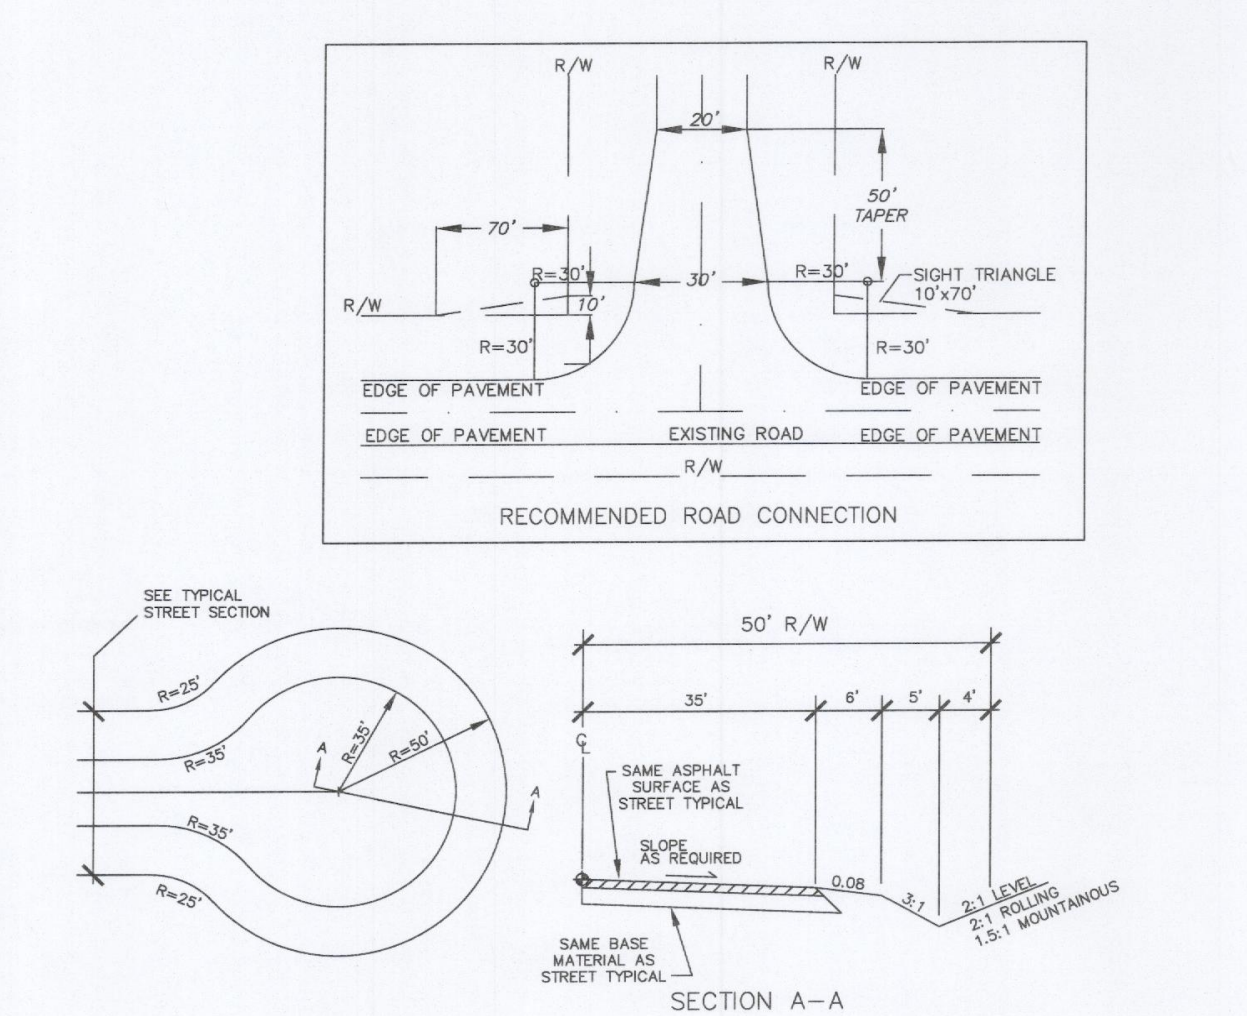 R/W
R/W
20'
50'
TAPER
70'
R=30'
30'
R=30'
SIGHT TRIANGLE
10'x70'
R/W
10'
R=30'
R=30'
EDGE OF PAVEMENT
EDGE OF PAVEMENT
EDGE OF PAVEMENT
EXISTING ROAD
EDGE OF PAVEMENT
R/W
RECOMMENDED ROAD CONNECTION
SEE TYPICAL
STREET SECTION
R=25'
R=35'
R=35'
R=50'
A
A
R=35'
R=25'
50' R/W
35'
6'
5'
4'
CL
SAME ASPHALT
SURFACE AS
STREET TYPICAL
SLOPE
AS REQUIRED
0.08
3:1
2:1 LEVEL
2:1 ROLLING
1.5:1 MOUNTAINOUS
SAME BASE
MATERIAL AS
STREET TYPICAL
SECTION A-A